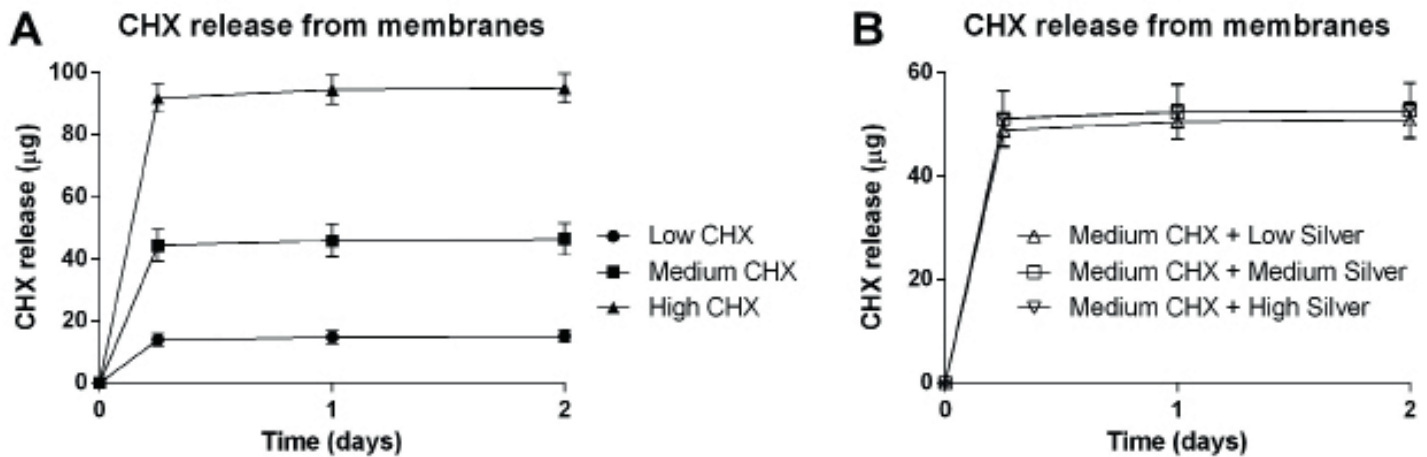 A
CHX release from membranes
CHX release (µg)
100
80
60
40
20
0
0
1
2
Time (days)
Low CHX
Medium CHX
High CHX
B
CHX release from membranes
CHX release (µg)
60
40
20
0
0
1
2
Time (days)
Medium CHX + Low Silver
Medium CHX + Medium Silver
Medium CHX + High Silver